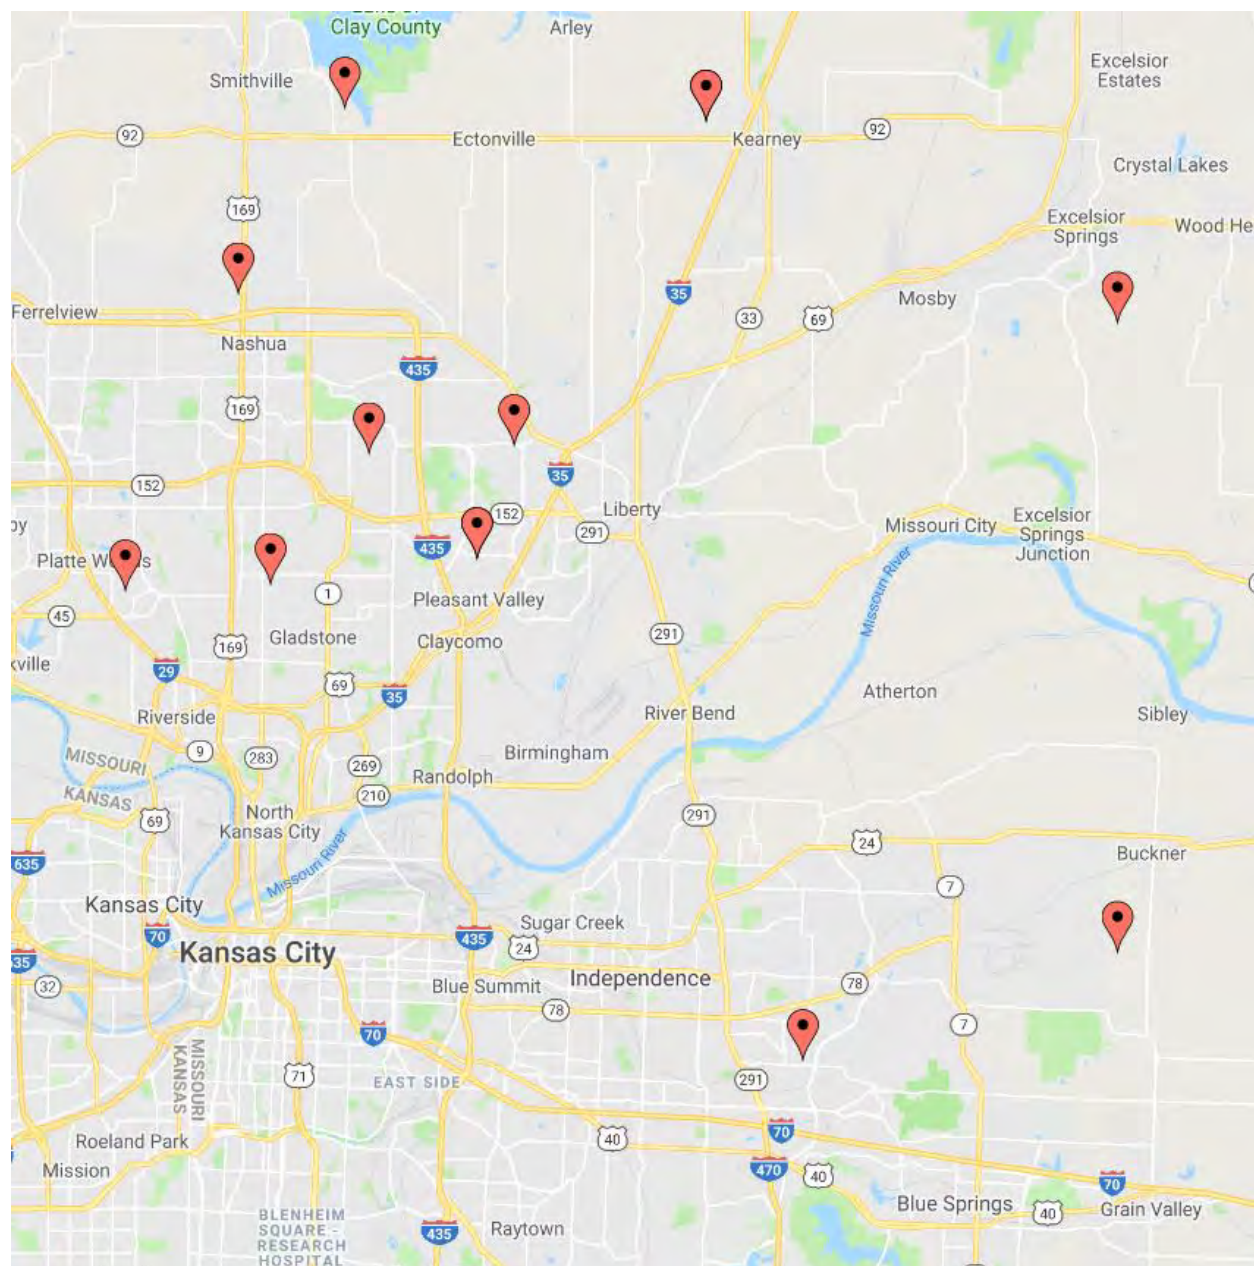 Clay County
Arley
Smithville
Excelsior
Estates
92
Ectonville
Kearney
92
Crystal Lakes
169
Excelsior
Springs
Wood He
Ferrelview
35
Mosby
33
69
Nashua
435
169
152
35
152
Liberty
291
Missouri City
Excelsior
Springs
Junction
435
Platte W
s
1
Pleasant Valley
45
Gladstone
169
Claycomo
291
Missouri River
kville
29
69
35
Atherton
Riverside
River Bend
Sibley
9
283
Birmingham
MISSOURI
KANSAS
269
Randolph
210
North
Kansas City
69
291
24
Missouri River
635
Buckner
7
Kansas City
70
Sugar Creek
435
24
Kansas City
35
32
Blue Summit
Independence
78
78
70
7
MISSOURI
KANSAS
71
EAST SIDE
291
Roeland Park
40
70
Mission
470
40
70
Blue Springs
40
Grain Valley
BLENHEIM
SQUARE -
RESEARCH
HOSPITAL
435
Raytown